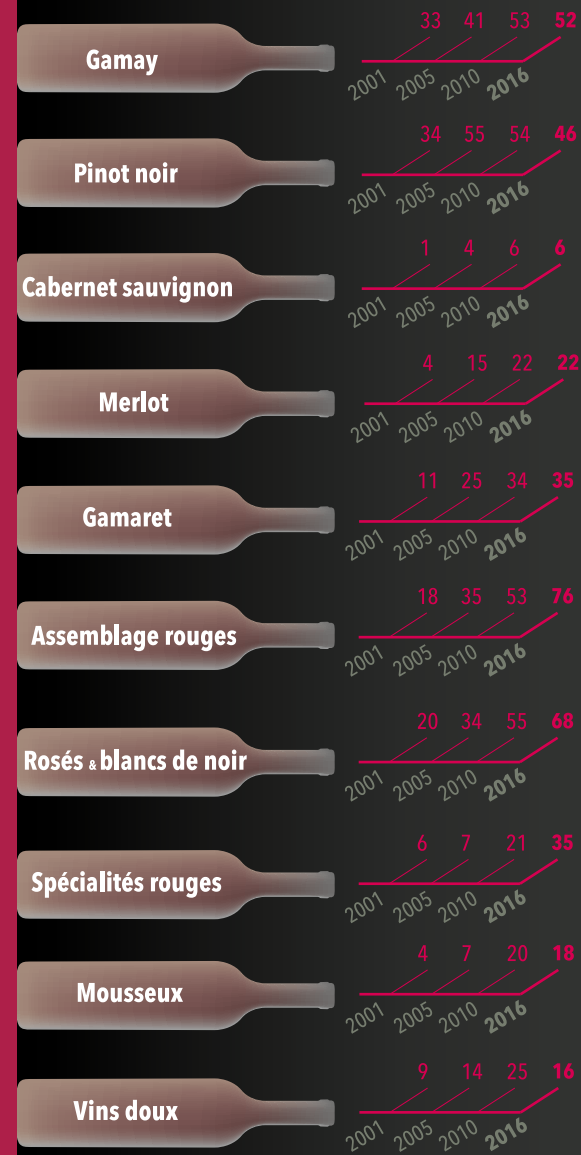 33 41 53 52
Gamay
2001 2005 2010 2016
34 55 54 46
Pinot noir
2001 2005 2010 2016
1 4 6 6
Cabernet sauvignon
2001 2005 2010 2016
4 15 22 22
Merlot
2001 2005 2010 2016
11 25 34 35
Gamaret
2001 2005 2010 2016
18 35 53 76
Assemblage rouges
2001 2005 2010 2016
20 34 55 68
Rosés & blancs de noir
2001 2005 2010 2016
6 7 21 35
Spécialités rouges
2001 2005 2010 2016
4 7 20 18
Mousseux
2001 2005 2010 2016
9 14 25 16
Vins doux
2001 2005 2010 2016